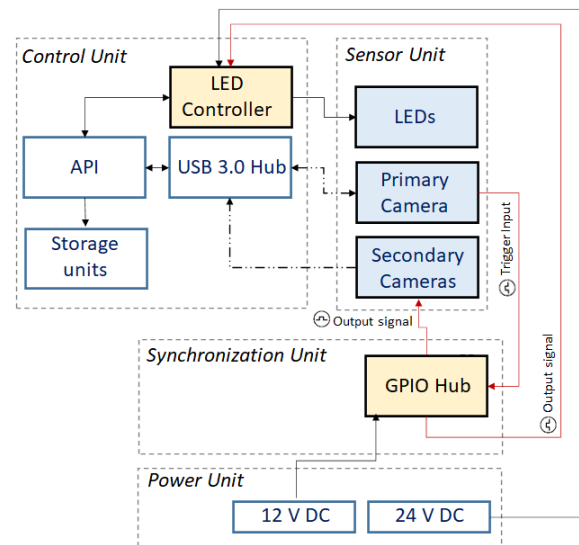 Control Unit
LED
Controller
API
USB 3.0 Hub
Storage
units
Sensor Unit
LEDs
Primary
Camera
Secondary
Cameras
Trigger Input
Output signal
Output signal
Synchronization Unit
GPIO Hub
Power Unit
12 V DC
24 V DC